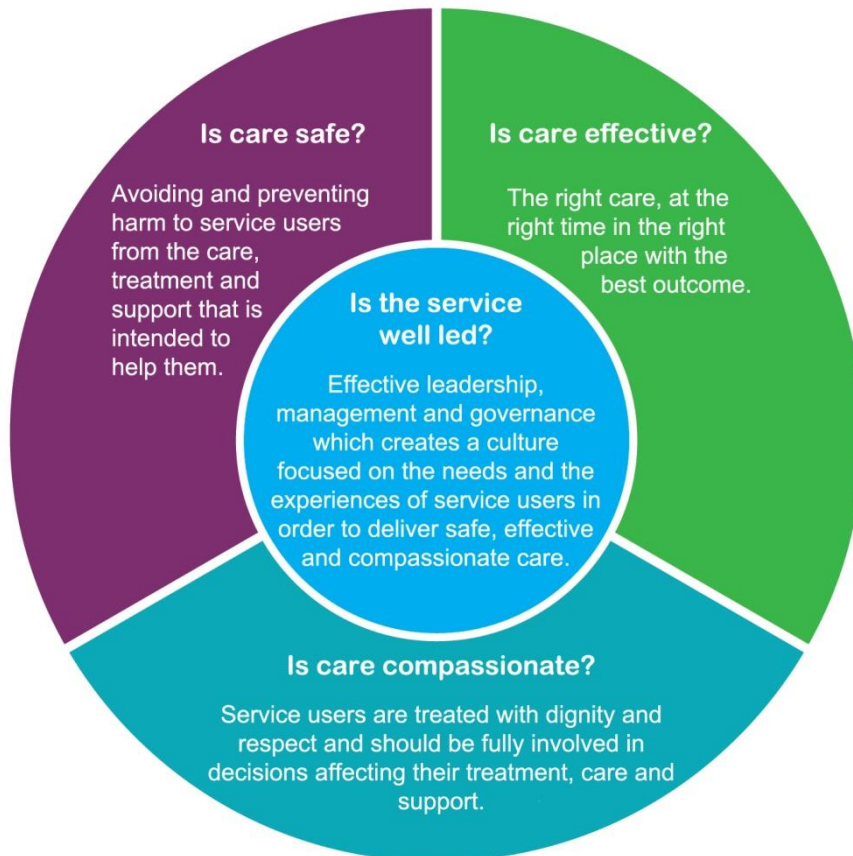 Is care safe?
Avoiding and preventing
harm to service users
from the care,
treatment and
support that is
intended to
help them.
Is care effective?
The right care, at the
right time in the right
place with the
best outcome.
Is the service
well led?
Effective leadership,
management and governance
which creates a culture
focused on the needs and the
experiences of service users in
order to deliver safe, effective
and compassionate care.
Is care compassionate?
Service users are treated with dignity and
respect and should be fully involved in
decisions affecting their treatment, care and
support.